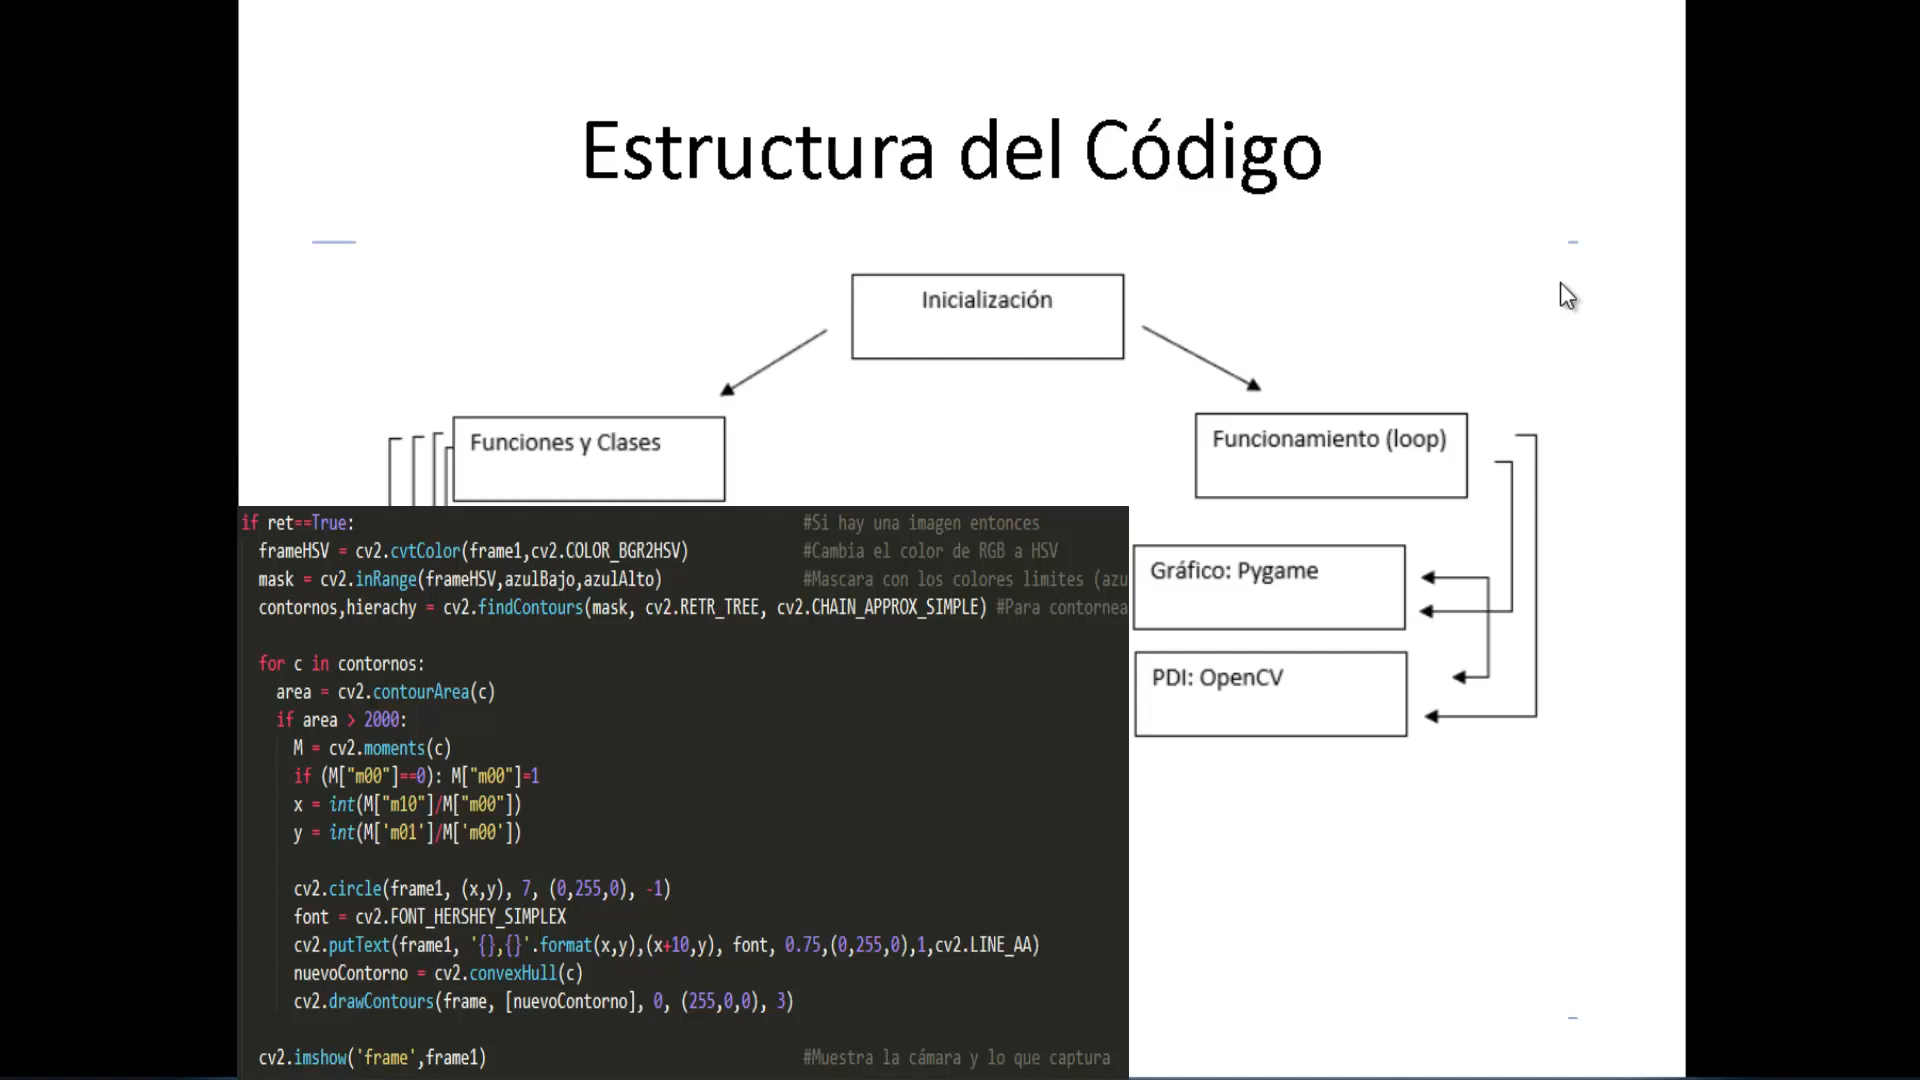 Estructura del Código
Inicialización
Funciones y Clases
Funcionamiento (loop)
Gráfico: Pygame
PDI: OpenCV
if ret==True: #Si hay una imagen entonces
frameHSV = cv2.cvtColor(frame1,cv2.COLOR_BGR2HSV) #Cambia el color de RGB a HSV
mask = cv2.inRange(frameHSV,azulBajo,azulAlto) #Mascara con los colores limites (azu
contornos,hierachy = cv2.findContours(mask, cv2.RETR_TREE, cv2.CHAIN_APPROX_SIMPLE) #Para contornea
for c in contornos:
area = cv2.contourArea(c)
if area > 2000:
M = cv2.moments(c)
if (M["m00"]==0): M["m00"]=1
x = int(M["m10"]/M["m00"])
y = int(M['m01']/M['m00'])
cv2.circle(frame1, (x,y), 7, (0,255,0), -1)
font = cv2.FONT_HERSHEY_SIMPLEX
cv2.putText(frame1, '{},{}'.format(x,y),(x+10,y), font, 0.75,(0,255,0),1,cv2.LINE_AA)
nuevoContorno = cv2.convexHull(c)
cv2.drawContours(frame, [nuevoContorno], 0, (255,0,0), 3)
cv2.imshow('frame',frame1) #Muestra la cámara y lo que captura